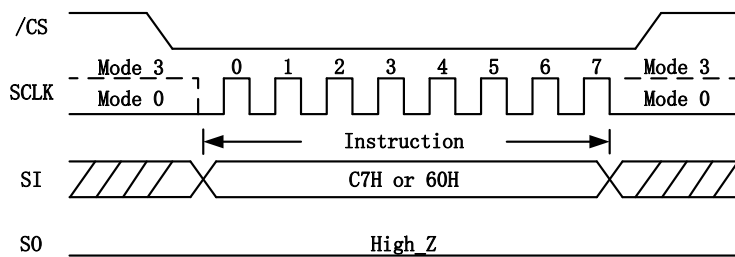 /CS
Mode 3 0 1 2 3 4 5 6 7 Mode 3
SCLK
Mode 0 Mode 0
Instruction
SI C7H or 60H
SO High_Z